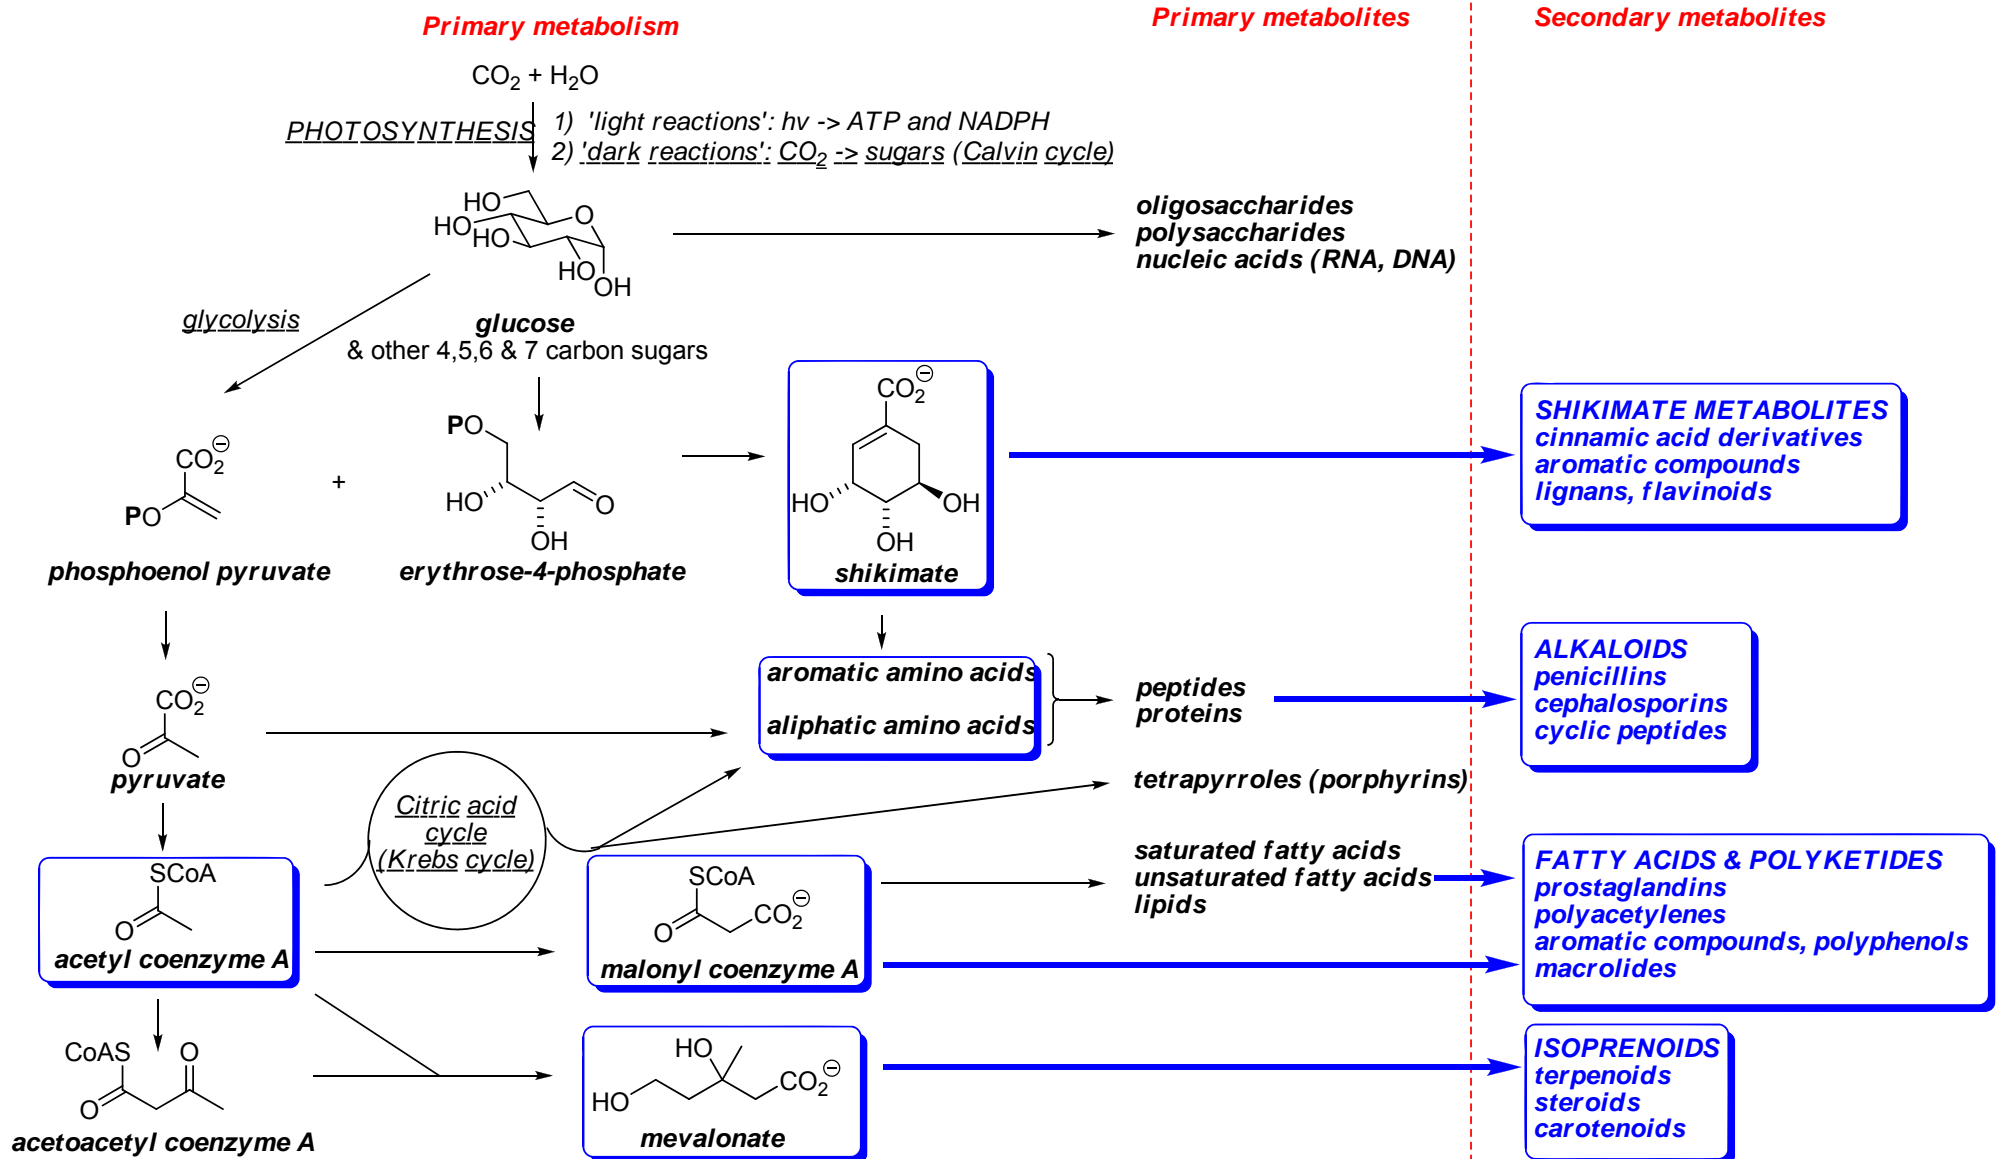 Primary metabolism
Primary metabolites
Secondary metabolites
CO2 + H2O
PHOTOSYNTHESIS
1) 'light reactions': hv -> ATP and NADPH
2) 'dark reactions': CO2 -> sugars (Calvin cycle)
HO
HO
HO
O
HO
OH
oligosaccharides
polysaccharides
nucleic acids (RNA, DNA)
glycolysis
glucose
& other 4,5,6 & 7 carbon sugars
CO2⊖
PO
phosphoenol pyruvate
+
PO
HO
O
OH
erythrose-4-phosphate
CO2⊖
HO
OH
OH
shikimate
SHIKIMATE METABOLITES
cinnamic acid derivatives
aromatic compounds
lignans, flavinoids
aromatic amino acids
aliphatic amino acids
peptides
proteins
ALKALOIDS
penicillins
cephalosporins
cyclic peptides
CO2⊖
O
pyruvate
Citric acid
cycle
(Krebs cycle)
tetrapyrroles (porphyrins)
SCoA
O
acetyl coenzyme A
SCoA
CO2⊖
O
malonyl coenzyme A
saturated fatty acids
unsaturated fatty acids
lipids
FATTY ACIDS & POLYKETIDES
prostaglandins
polyacetylenes
aromatic compounds, polyphenols
macrolides
CoAS
O
O
acetoacetyl coenzyme A
HO
HO
CO2⊖
mevalonate
ISOPRENOIDS
terpenoids
steroids
carotenoids